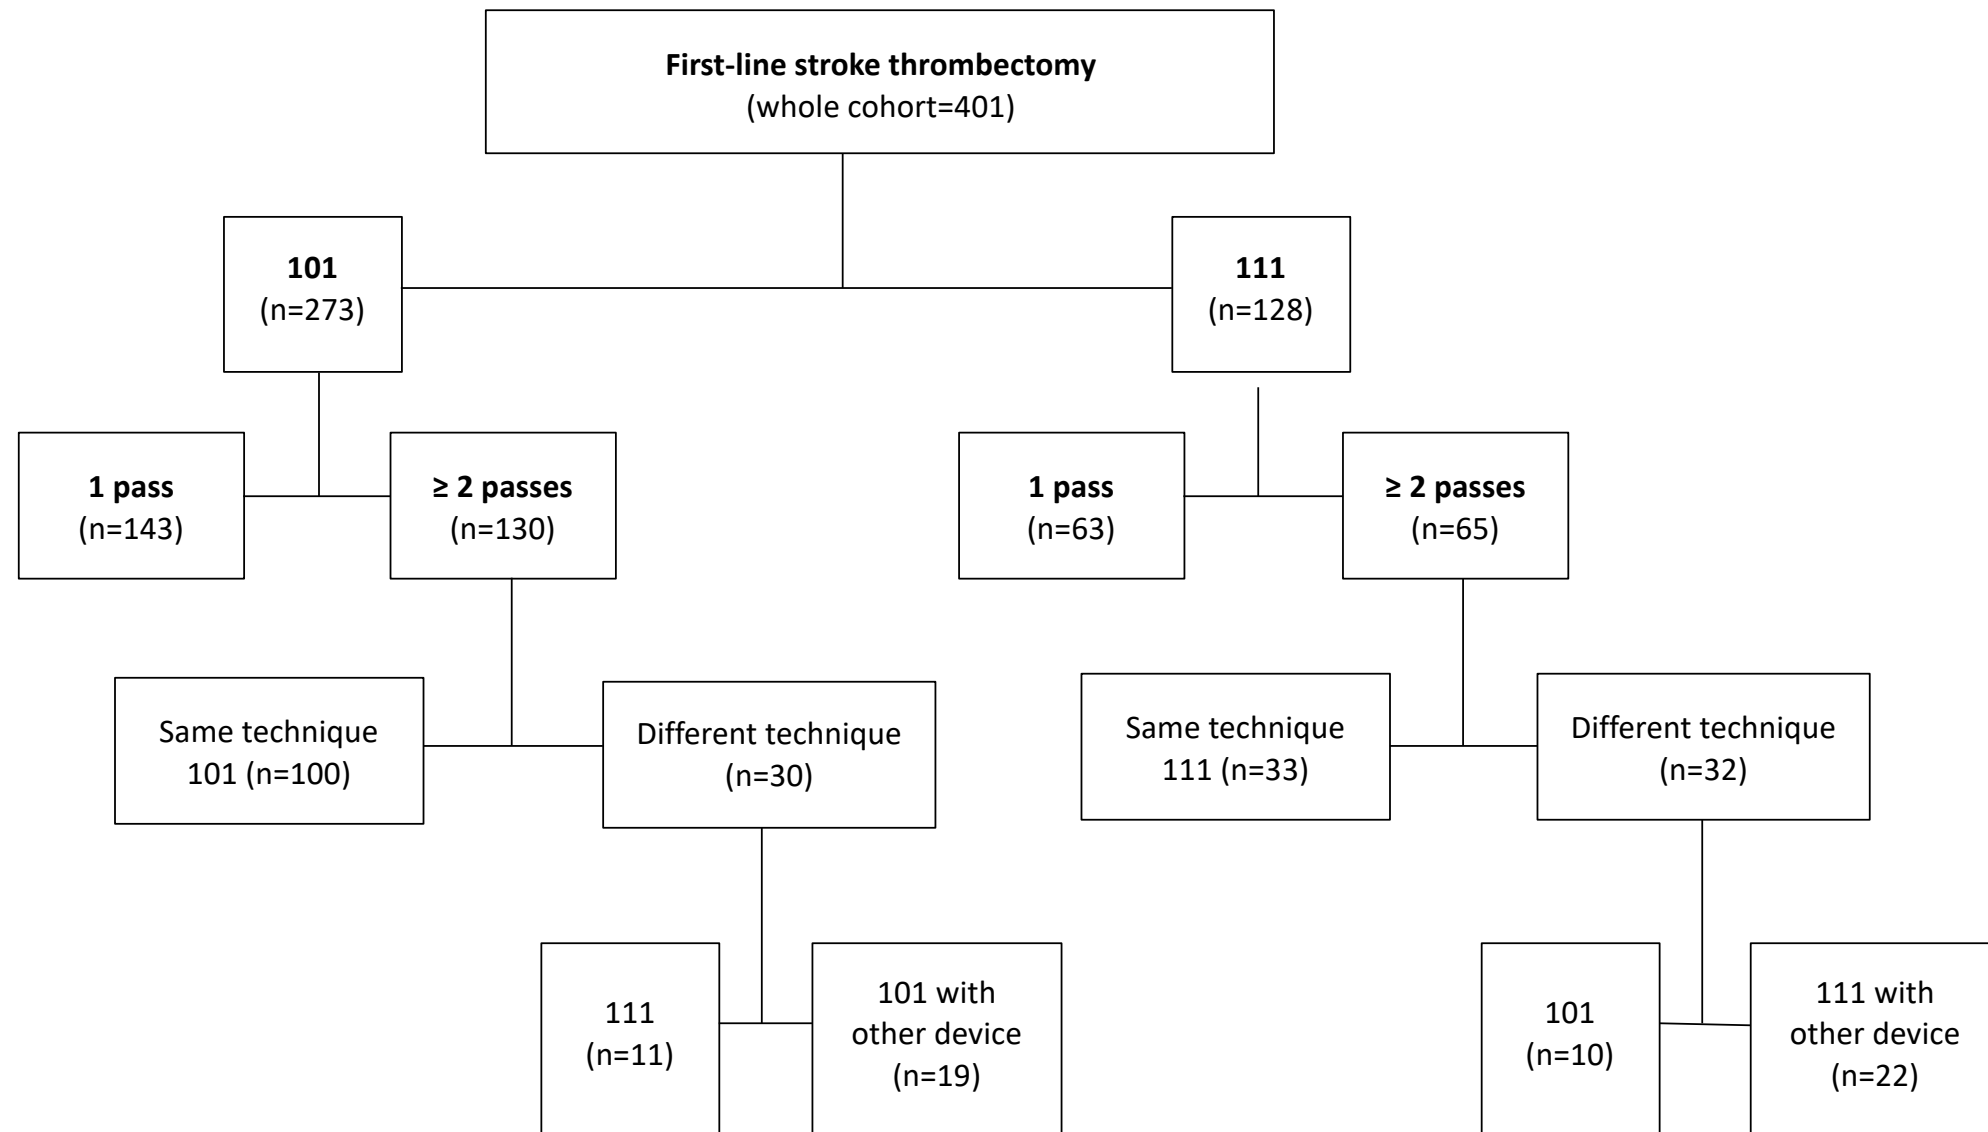 First-line stroke thrombectomy
(whole cohort=401)
101
(n=273)
111
(n=128)
1 pass
(n=143)
≥ 2 passes
(n=130)
1 pass
(n=63)
≥ 2 passes
(n=65)
Same technique
101 (n=100)
Different technique
(n=30)
Same technique
111 (n=33)
Different technique
(n=32)
111
(n=11)
101 with
other device
(n=19)
101
(n=10)
111 with
other device
(n=22)